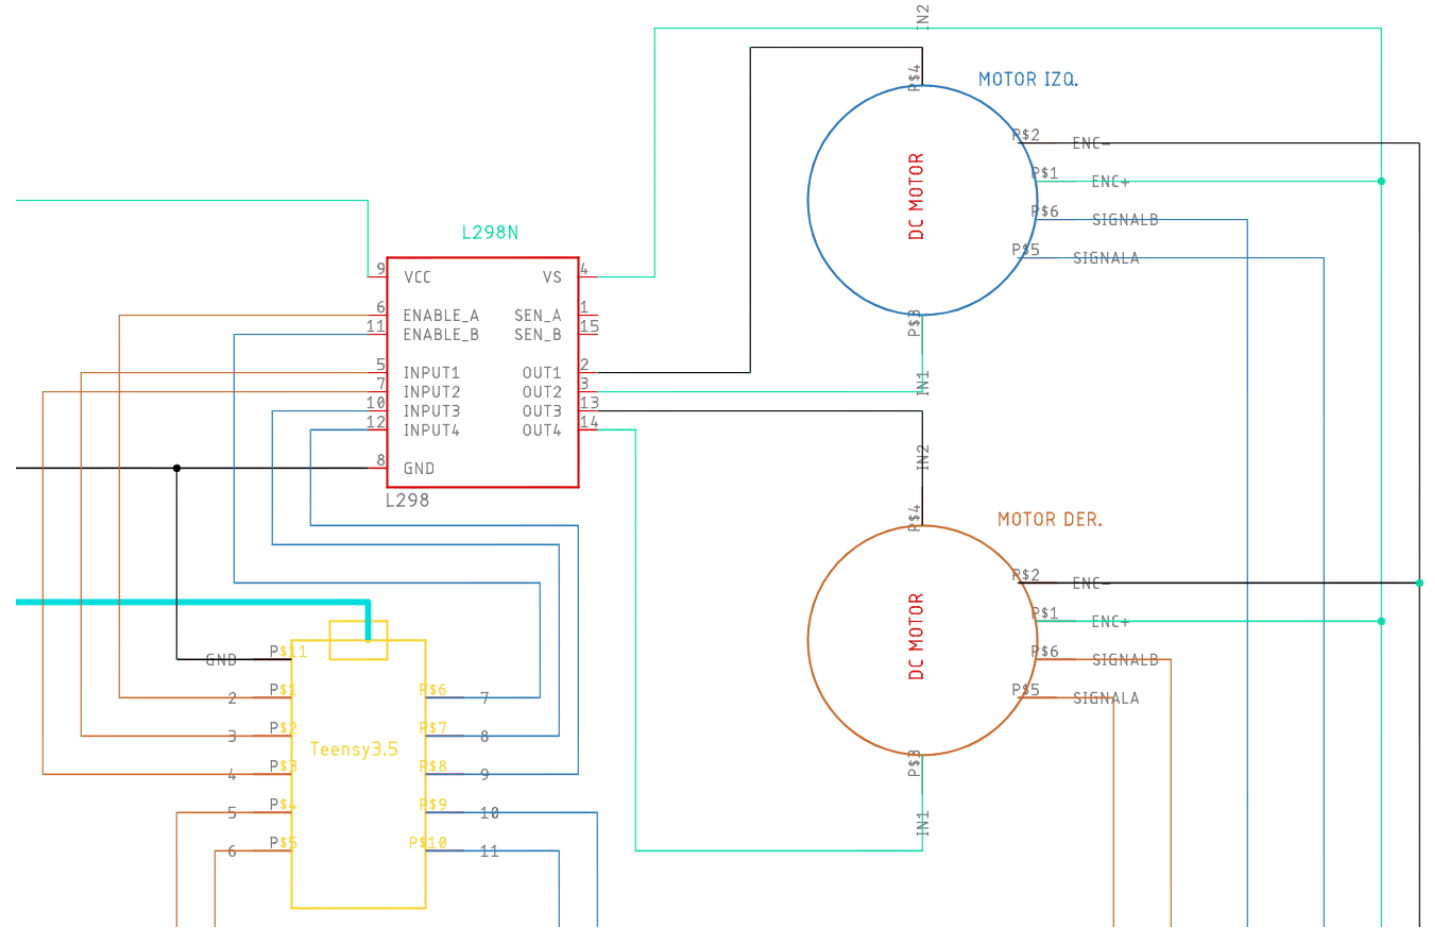 IN2
P$4
MOTOR IZQ.
DC MOTOR
P$2 ENC-
P$1 ENC+
P$6 SIGNALB
P$5 SIGNALA
P$3
IN1
L298N
9 VCC VS 4
6 ENABLE_A SEN_A 1
11 ENABLE_B SEN_B 15
5 INPUT1 OUT1 2
7 INPUT2 OUT2 3
10 INPUT3 OUT3 13
12 INPUT4 OUT4 14
8 GND
L298
IN2
P$4
MOTOR DER.
DC MOTOR
P$2 ENC-
P$1 ENC+
P$6 SIGNALB
P$5 SIGNALA
P$3
IN1
GND P$11
2 P$1 P$6 7
3 P$2 P$7 8
Teensy3.5
4 P$3 P$8 9
5 P$4 P$9 10
6 P$5 P$10 11